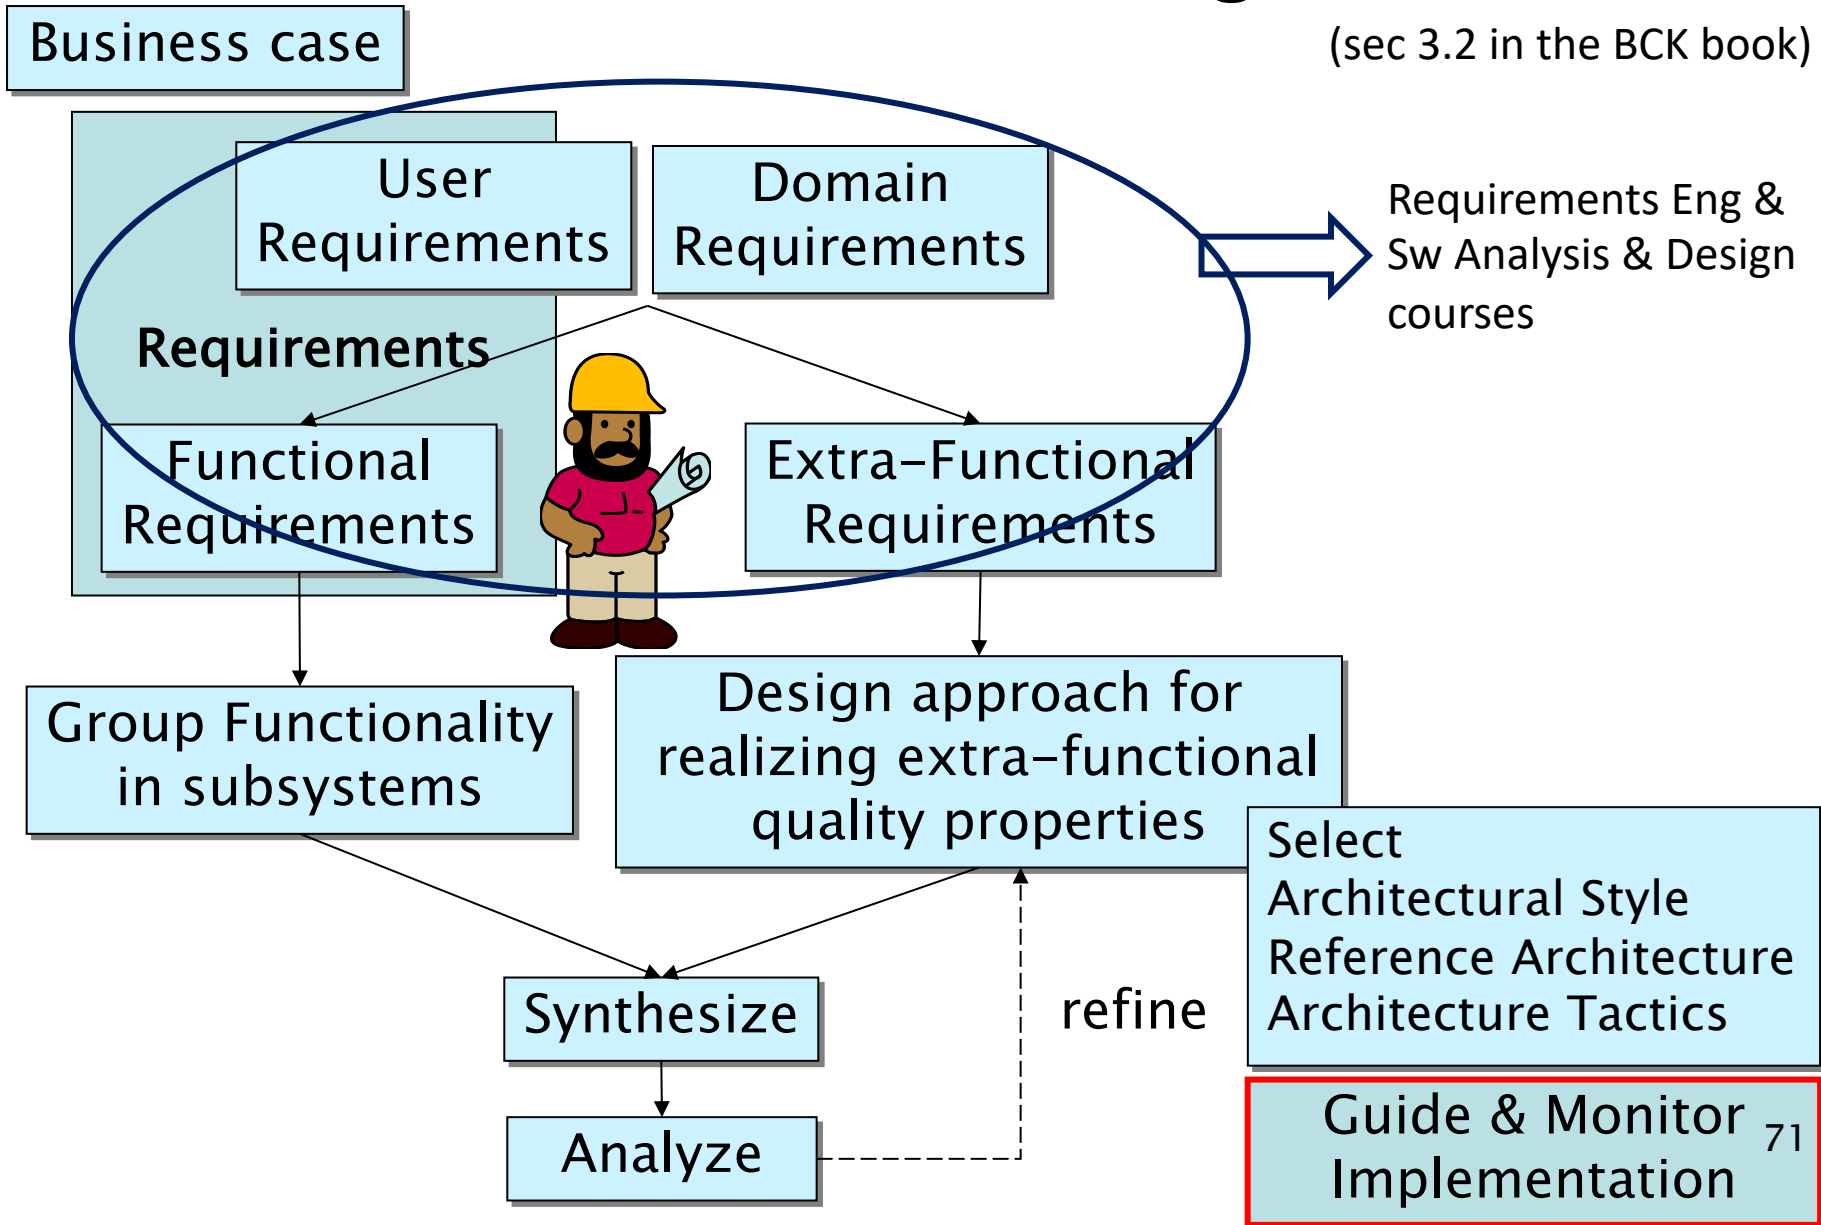 (sec 3.2 in the BCK book)
Business case
User
Requirements
Domain
Requirements
Requirements Eng &
Sw Analysis & Design
courses
Requirements
Functional
Requirements
Extra-Functional
Requirements
Group Functionality
in subsystems
Design approach for
realizing extra-functional
quality properties
Select
Architectural Style
Reference Architecture
Architecture Tactics
Synthesize
refine
Analyze
Guide & Monitor
Implementation
71